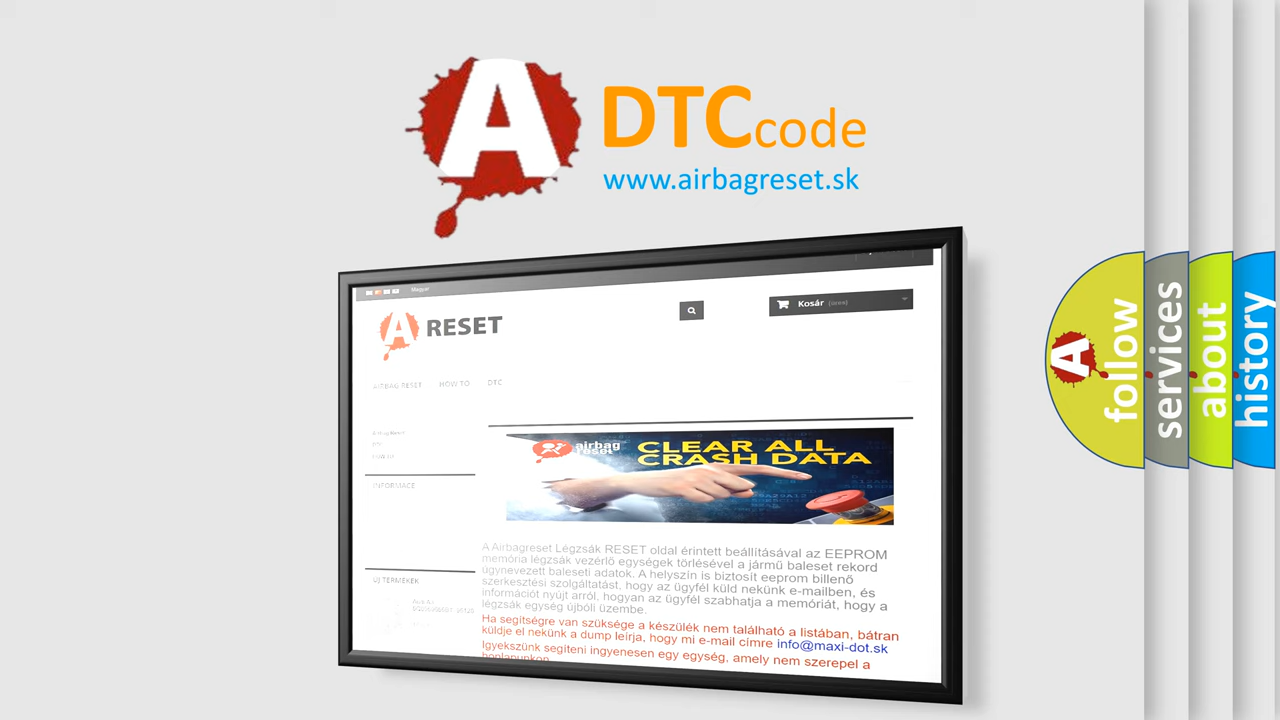 A
DTCcode
www.airbagreset.sk
Magyar
A RESET
Kosár (üres)
AIRBAG RESET HOW TO DTC
Airbag Reset
INFORMACE
airbag
reset
CLEAR ALL
CRASH DATA
A Airbagreset Légzsák RESET oldal érintett beállításával az EEPROM
memória légzsák vezérlő egységek törlésével a jármű baleset rekord
úgynevezett baleseti adatok. A helyszín is biztosít eeprom billenő
szerkesztési szolgáltatást, hogy az ügyfél küld nekünk e-mailben, és
információt nyújt arról, hogyan az ügyfél szabhatja a memóriát, hogy a
légzsák egység újbóli üzembe.
Ha segítségre van szüksége a készülék nem található a listában, bátran
küldje el nekünk a dump leírja, hogy mi e-mail címre info@maxi-dot.sk
Igyekszünk segíteni ingyenesen egy egység, amely nem szerepel a
honlapunkon
ÚJ TERMÉKEK
A
follow
services
about
history